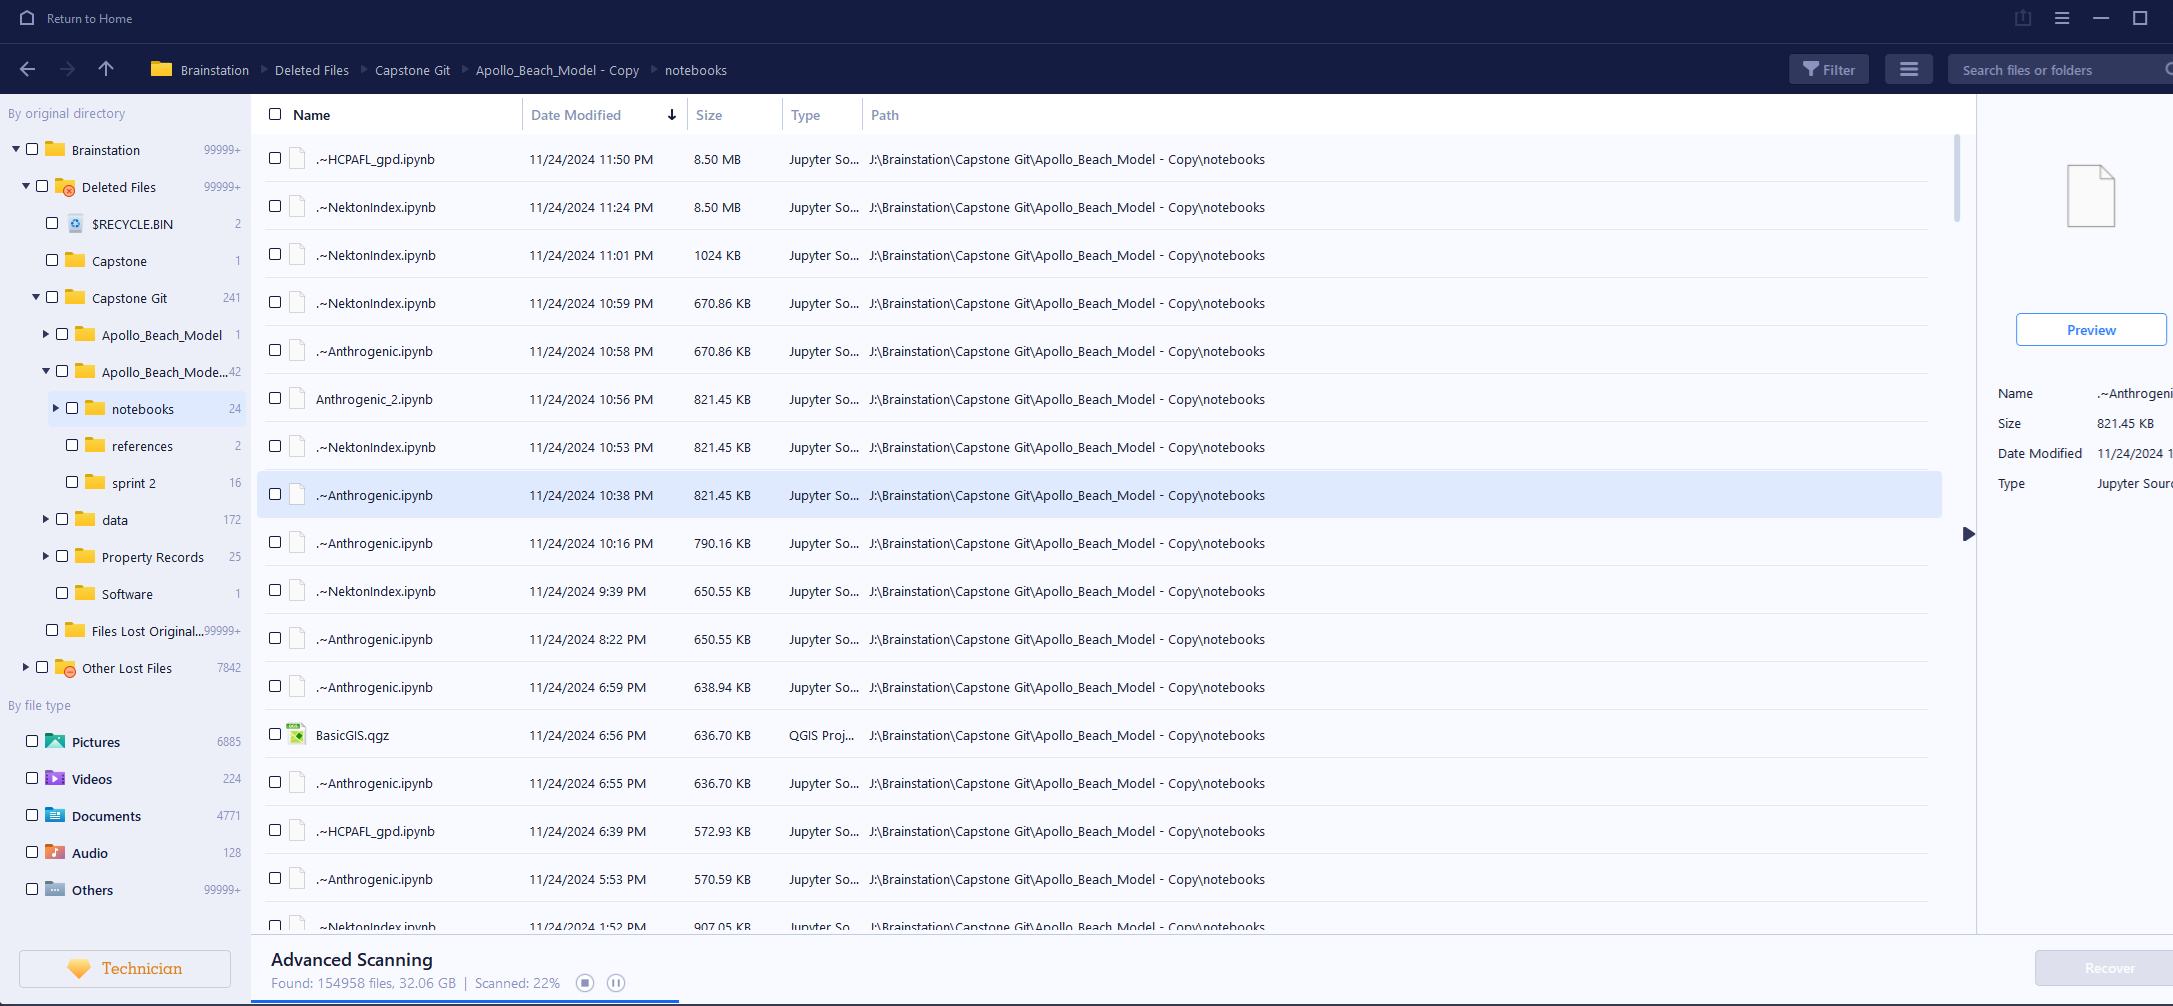 Return to Home
Brainstation Deleted Files Capstone Git Apollo_Beach_Model - Copy notebooks
Filter
Search files or folders
By original directory
Brainstation 99999+
Deleted Files 99999+
$RECYCLE.BIN 2
Capstone 1
Capstone Git 241
Apollo_Beach_Model 1
Apollo_Beach_Mode...42
notebooks 24
references 2
sprint 2 16
data 172
Property Records 25
Software 1
Files Lost Original...99999+
Other Lost Files 7842
By file type
Pictures 6885
Videos 224
Documents 4771
Audio 128
Others 99999+
Technician
Name Date Modified Size Type Path
.~HCPAFL_gpd.ipynb 11/24/2024 11:50 PM 8.50 MB Jupyter So... J:\Brainstation\Capstone Git\Apollo_Beach_Model - Copy\notebooks
.~NektonIndex.ipynb 11/24/2024 11:24 PM 8.50 MB Jupyter So... J:\Brainstation\Capstone Git\Apollo_Beach_Model - Copy\notebooks
.~NektonIndex.ipynb 11/24/2024 11:01 PM 1024 KB Jupyter So... J:\Brainstation\Capstone Git\Apollo_Beach_Model - Copy\notebooks
.~NektonIndex.ipynb 11/24/2024 10:59 PM 670.86 KB Jupyter So... J:\Brainstation\Capstone Git\Apollo_Beach_Model - Copy\notebooks
.~Anthrogenic.ipynb 11/24/2024 10:58 PM 670.86 KB Jupyter So... J:\Brainstation\Capstone Git\Apollo_Beach_Model - Copy\notebooks
Anthrogenic_2.ipynb 11/24/2024 10:56 PM 821.45 KB Jupyter So... J:\Brainstation\Capstone Git\Apollo_Beach_Model - Copy\notebooks
.~NektonIndex.ipynb 11/24/2024 10:53 PM 821.45 KB Jupyter So... J:\Brainstation\Capstone Git\Apollo_Beach_Model - Copy\notebooks
.~Anthrogenic.ipynb 11/24/2024 10:38 PM 821.45 KB Jupyter So... J:\Brainstation\Capstone Git\Apollo_Beach_Model - Copy\notebooks
.~Anthrogenic.ipynb 11/24/2024 10:16 PM 790.16 KB Jupyter So... J:\Brainstation\Capstone Git\Apollo_Beach_Model - Copy\notebooks
.~NektonIndex.ipynb 11/24/2024 9:39 PM 650.55 KB Jupyter So... J:\Brainstation\Capstone Git\Apollo_Beach_Model - Copy\notebooks
.~Anthrogenic.ipynb 11/24/2024 8:22 PM 650.55 KB Jupyter So... J:\Brainstation\Capstone Git\Apollo_Beach_Model - Copy\notebooks
.~Anthrogenic.ipynb 11/24/2024 6:59 PM 638.94 KB Jupyter So... J:\Brainstation\Capstone Git\Apollo_Beach_Model - Copy\notebooks
BasicGIS.qgz 11/24/2024 6:56 PM 636.70 KB QGIS Proj... J:\Brainstation\Capstone Git\Apollo_Beach_Model - Copy\notebooks
.~Anthrogenic.ipynb 11/24/2024 6:55 PM 636.70 KB Jupyter So... J:\Brainstation\Capstone Git\Apollo_Beach_Model - Copy\notebooks
.~HCPAFL_gpd.ipynb 11/24/2024 6:39 PM 572.93 KB Jupyter So... J:\Brainstation\Capstone Git\Apollo_Beach_Model - Copy\notebooks
.~Anthrogenic.ipynb 11/24/2024 5:53 PM 570.59 KB Jupyter So... J:\Brainstation\Capstone Git\Apollo_Beach_Model - Copy\notebooks
.~NektonIndex.ipynb 11/24/2024 1:52 PM 907.05 KB Jupyter So... J:\Brainstation\Capstone Git\Apollo_Beach_Model - Copy\notebooks
Advanced Scanning
Found: 154958 files, 32.06 GB | Scanned: 22%
Preview
Name .~Anthrogeni
Size 821.45 KB
Date Modified 11/24/2024 1
Type Jupyter Sour
Recover